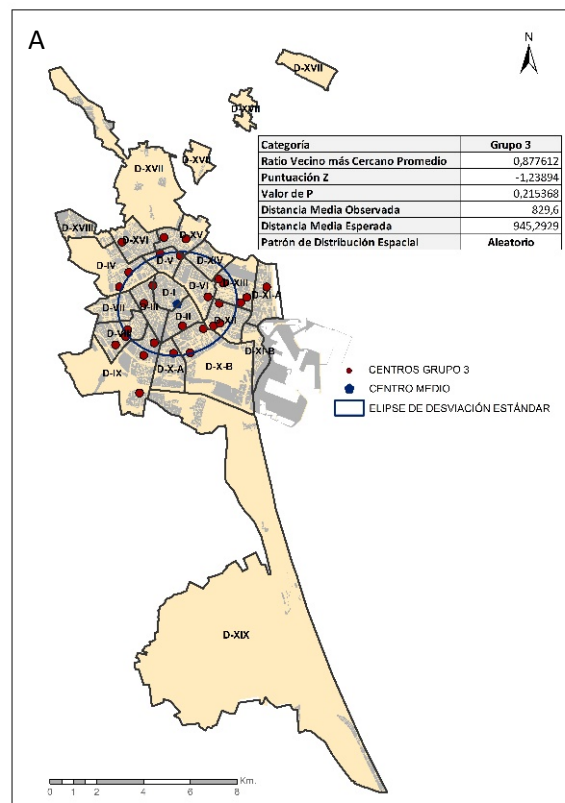 A
N
D-XVII
D-XVII
D-XVII
D-XVII
Categoría Grupo 3
Ratio Vecino más Cercano Promedio 0,877612
Puntuación Z -1,23894
Valor de P 0,215368
Distancia Media Observada 829,6
Distancia Media Esperada 945,2929
Patrón de Distribución Espacial Aleatorio
D-XVIII
D-XVI
D-XV
D-IV
D-V
D-XIV
D-VI
D-XIII
D-XI-A
D-I
D-VII
D-III
D-II
D-XII
D-VIII
D-IX
D-X-A
D-X-B
D-XI-B
CENTROS GRUPO 3
CENTRO MEDIO
ELIPSE DE DESVIACIÓN ESTÁNDAR
D-XIX
Km.
0 1 2 4 6 8